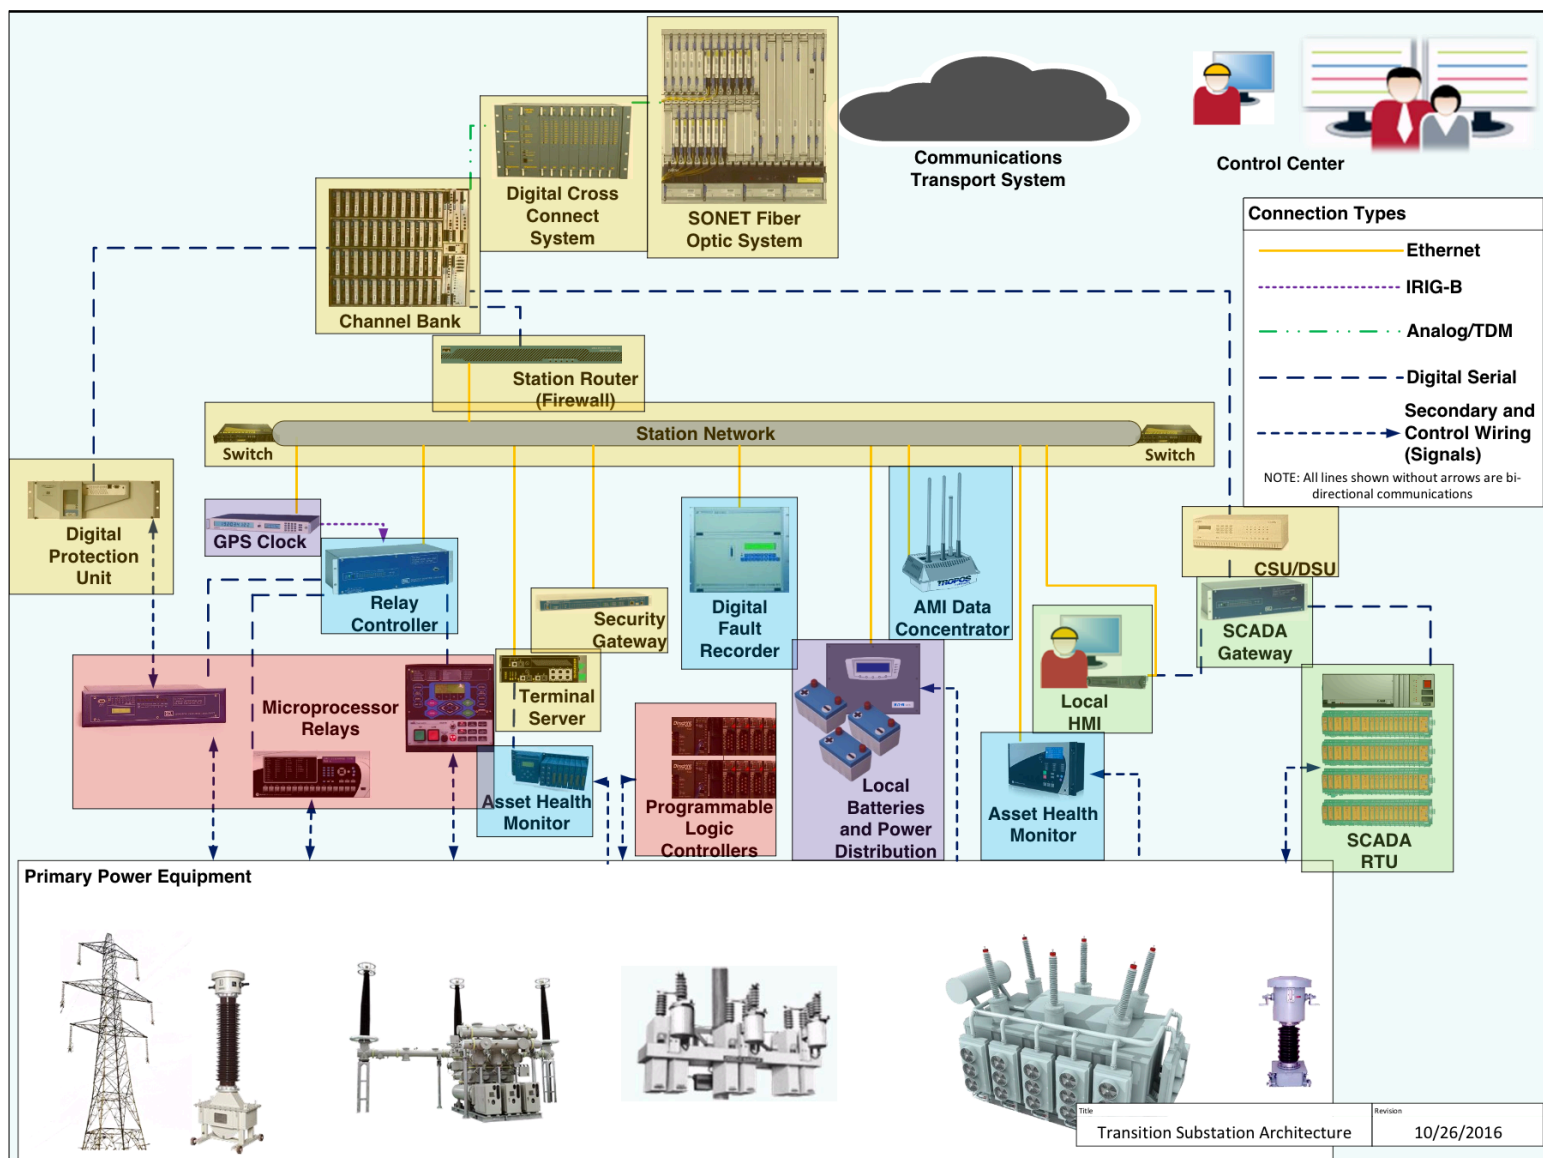 Communications
Transport System
Control Center
Digital Cross
Connect
System
SONET Fiber
Optic System
Channel Bank
Connection Types
Ethernet
IRIG-B
Analog/TDM
Digital Serial
Secondary and
Control Wiring
(Signals)
NOTE: All lines shown without arrows are bi-
directional communications
Station Router
(Firewall)
Station Network
Switch
Switch
Digital
Protection
Unit
GPS Clock
Relay
Controller
Security
Gateway
Digital
Fault
Recorder
TROPOS
AMI Data
Concentrator
CSU/DSU
SCADA
Gateway
Microprocessor
Relays
Terminal
Server
Local
HMI
Asset Health
Monitor
Programmable
Logic
Controllers
Local
Batteries
and Power
Distribution
Asset Health
Monitor
SCADA
RTU
Primary Power Equipment
Title
Transition Substation Architecture
Revision
10/26/2016